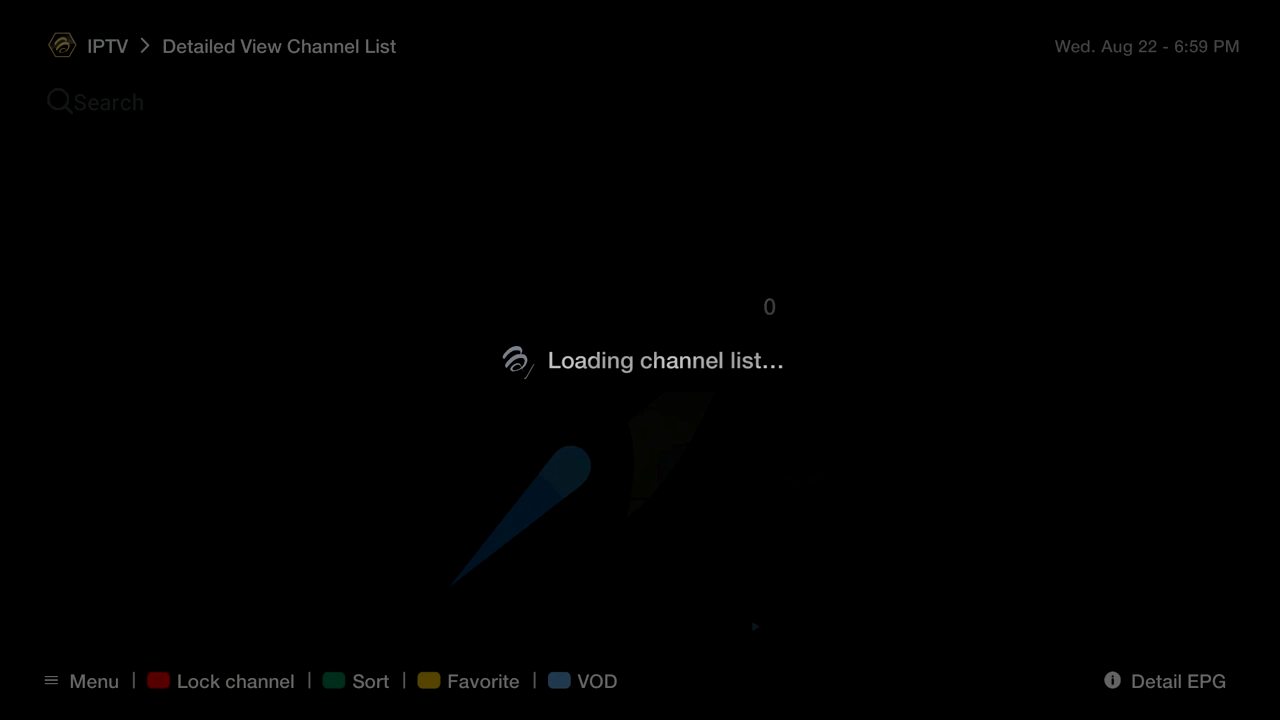 IPTV > Detailed View Channel List
Wed. Aug 22 - 6:59 PM
Search
0
Loading channel list...
Menu | Lock channel | Sort | Favorite | VOD
Detail EPG